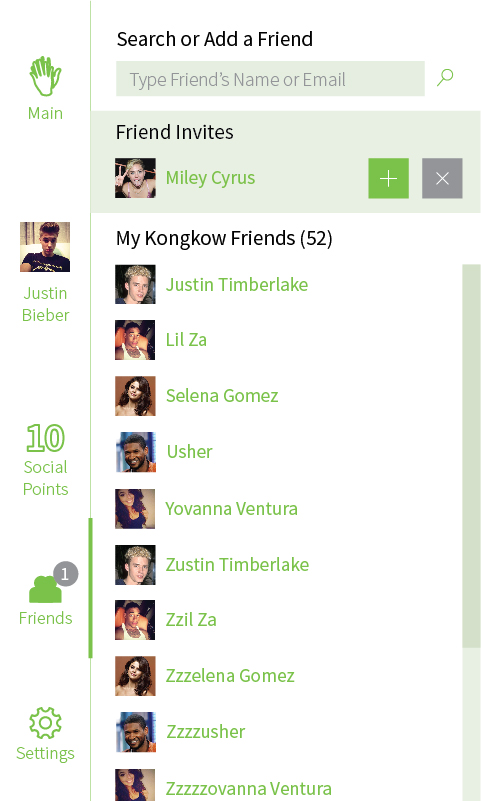 Main
Justin
Bieber
10
Social
Points
1
Friends
Settings
Search or Add a Friend
Type Friend’s Name or Email
Friend Invites
Miley Cyrus
My Kongkow Friends (52)
Justin Timberlake
Lil Za
Selena Gomez
Usher
Yovanna Ventura
Zustin Timberlake
Zzil Za
Zzzelena Gomez
Zzzzusher
Zzzzzovanna Ventura